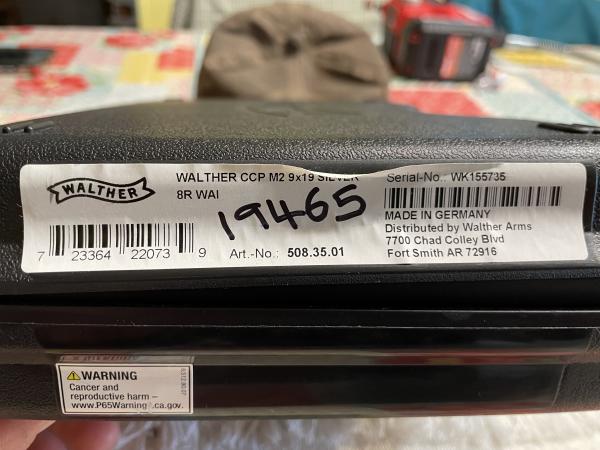 WALTHER
WALTHER CCP M2 9x19 SILVER
8R WAI
19465
7 23364 22073 9
Art.-No.: 508.35.01
Serial-No.: WK155735
MADE IN GERMANY
Distributed by Walther Arms
7700 Chad Colley Blvd
Fort Smith AR 72916
WARNING
Cancer and
reproductive harm –
www.P65Warning .ca.gov.